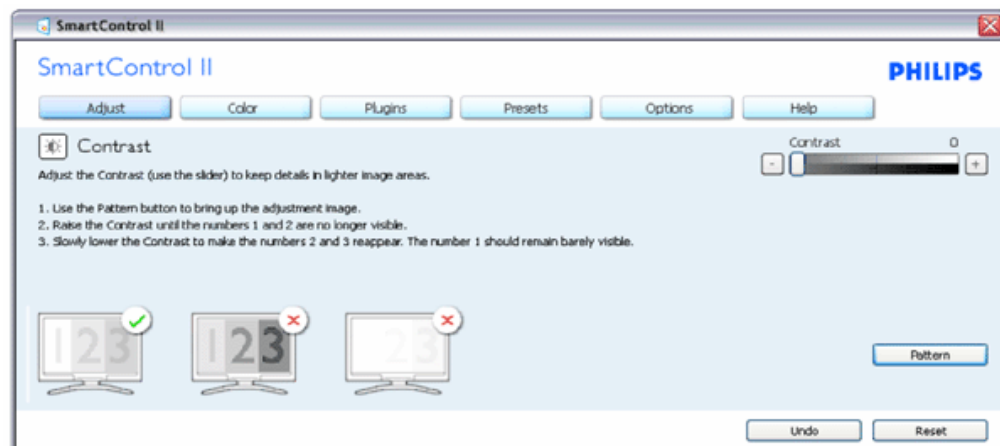 SmartControl II
SmartControl II
PHILIPS
Adjust Color Plugins Presets Options Help
Contrast
Contrast 0
- +
Adjust the Contrast (use the slider) to keep details in lighter image areas.
1. Use the Pattern button to bring up the adjustment image.
2. Raise the Contrast until the numbers 1 and 2 are no longer visible.
3. Slowly lower the Contrast to make the numbers 2 and 3 reappear. The number 1 should remain barely visible.
123 123 23
Pattern
Undo Reset